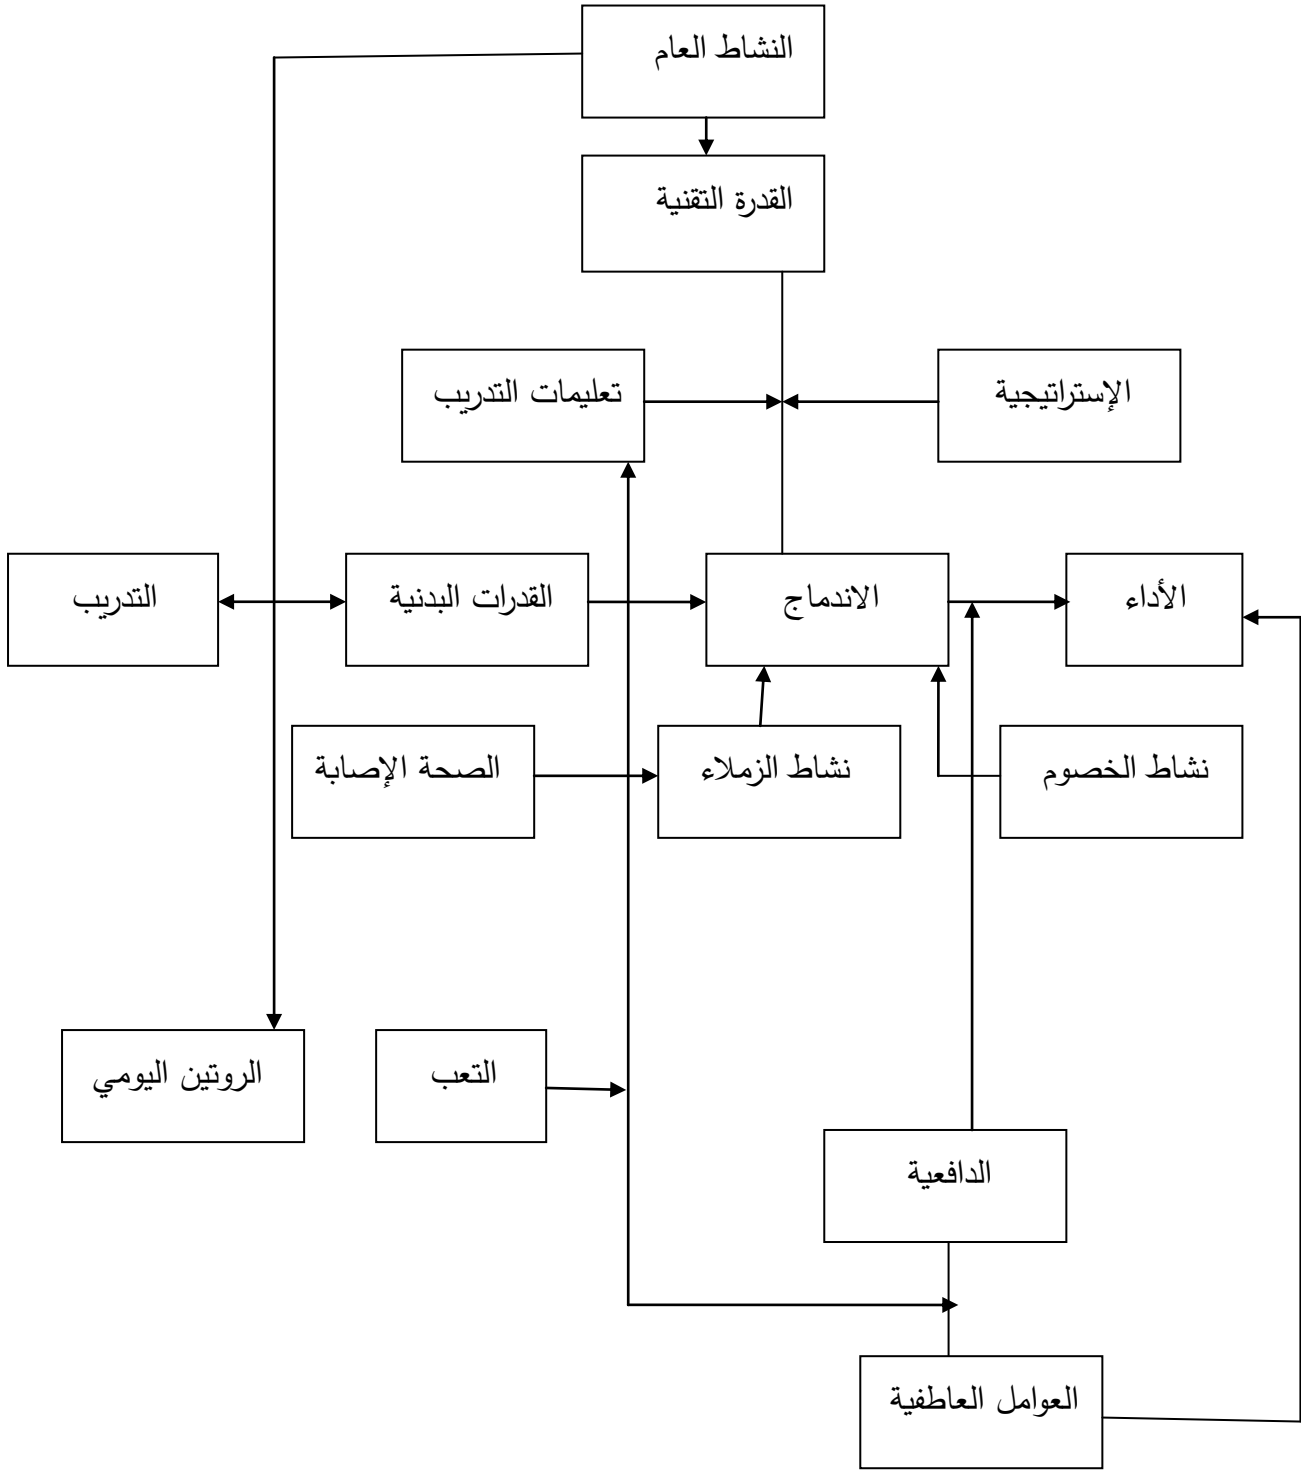 النشاط العام
القدرة التقنية
الإستراتيجية
تعليمات التدريب
الأداء
الاندماج
القدرات البدنية
التدريب
نشاط الخصوم
نشاط الزملاء
الصحة الإصابة
التعب
الروتين اليومي
الدافعية
العوامل العاطفية